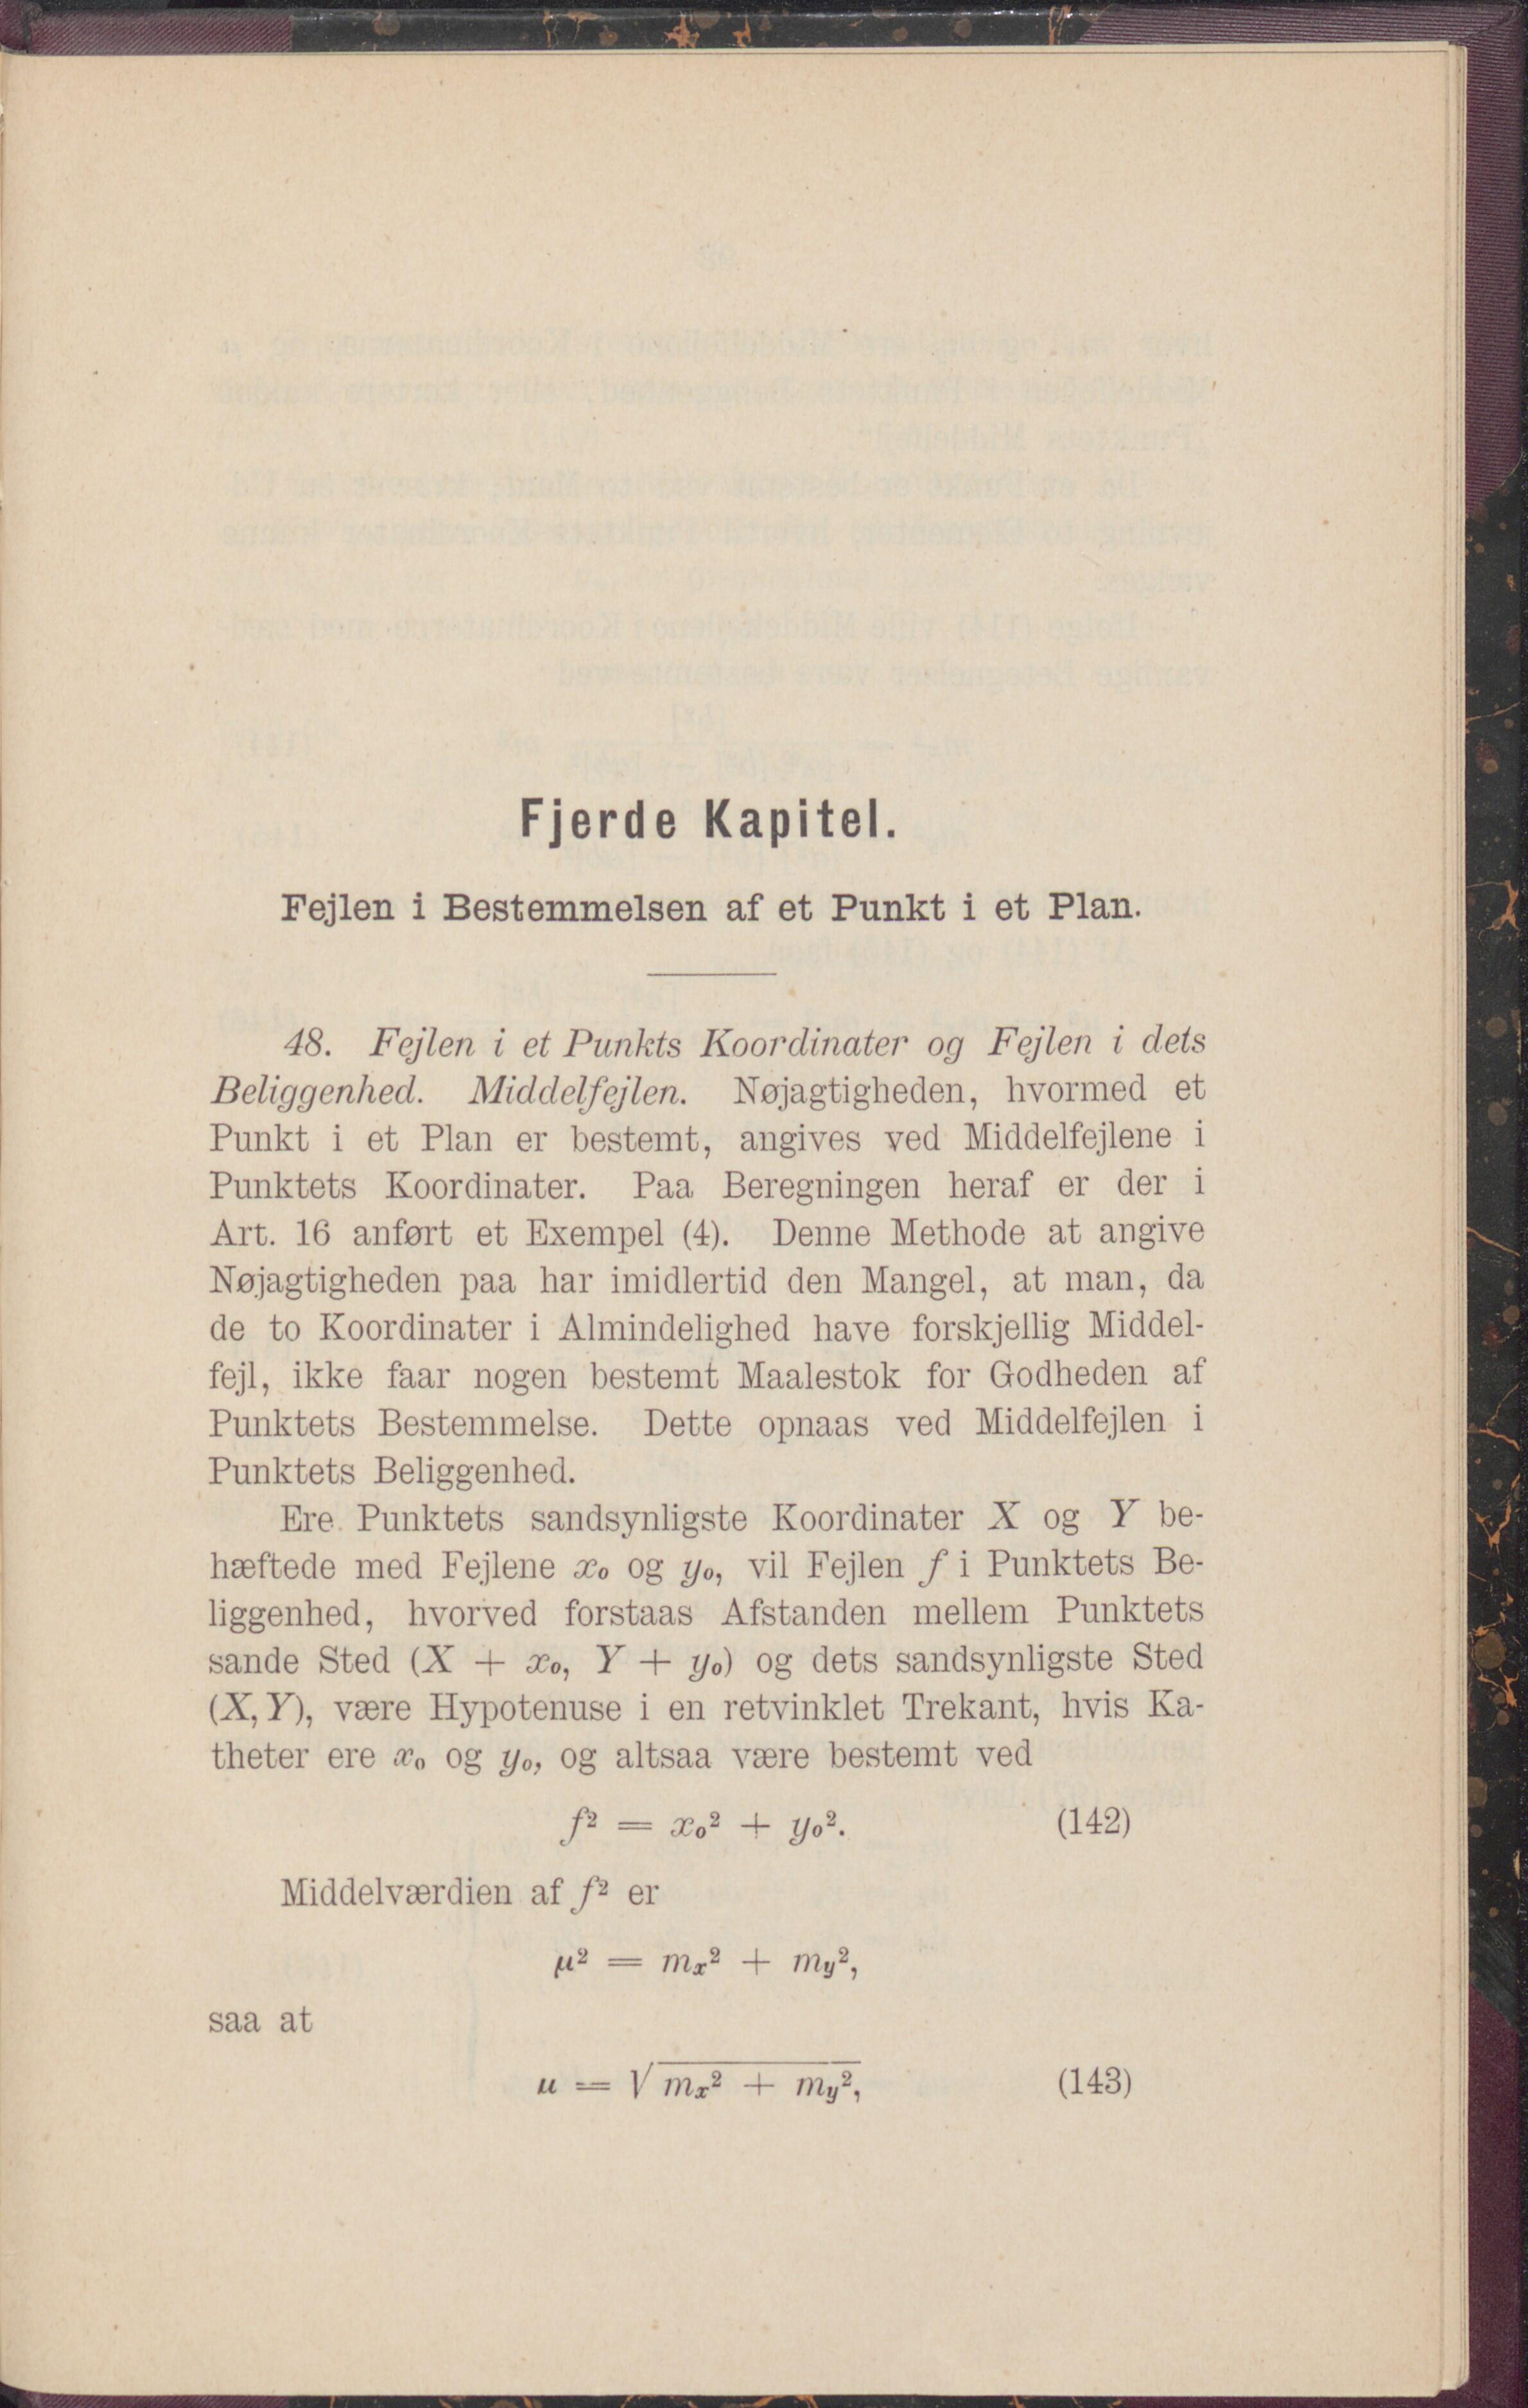 Fjerde Kapitel.
Fejlen i Bestemmelsen af et Punkt i et Plan.
48. Fejlen i et Punkts Koordinater og Fejlen i dets
Beliggenhed. Middelfejlen. Nøjagtigheden, hvormed et
Punkt i et Plan er bestemt, angives ved Middelfejlene i
Punktets Koordinater. Paa Beregningen heraf er der i
Art. 16 anført et Exempel (4). Denne Methode at angive
Nøjagtigheden paa har imidlertid den Mangel, at man, da
de to Koordinater i Almindelighed have forskjellig Middel-
fejl, ikke faar nogen bestemt Maalestok for Godheden af
Punktets Bestemmelse. Dette opnaas ved Middelfejlen i
Punktets Beliggenhed.
Ere Punktets sandsynligste Koordinater X og Y be-
hæftede med Fejlene x₀ og y₀, vil Fejlen f i Punktets Be-
liggenhed, hvorved forstaas Afstanden mellem Punktets
sande Sted (X + x₀, Y + y₀) og dets sandsynligste Sted
(X, Y), være Hypotenuse i en retvinklet Trekant, hvis Ka-
theter ere x₀ og y₀, og altsaa være bestemt ved
f² = x₀² + y₀². (142)
Middelværdien af f² er
μ² = mₓ² + m_y²,
saa at
u = √mₓ² + m_y², (143)